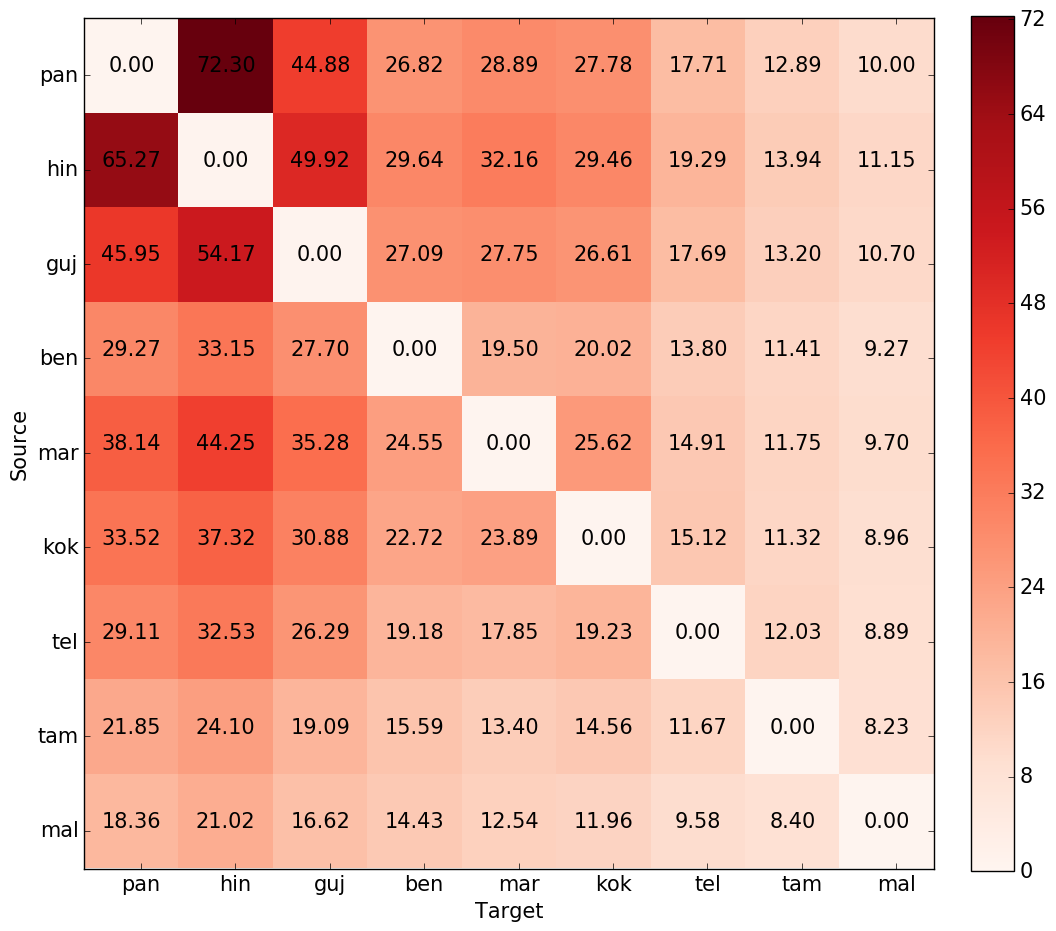 pan 0.00 72.30 44.88 26.82 28.89 27.78 17.71 12.89 10.00
hin 65.27 0.00 49.92 29.64 32.16 29.46 19.29 13.94 11.15
guj 45.95 54.17 0.00 27.09 27.75 26.61 17.69 13.20 10.70
ben 29.27 33.15 27.70 0.00 19.50 20.02 13.80 11.41 9.27
mar 38.14 44.25 35.28 24.55 0.00 25.62 14.91 11.75 9.70
kok 33.52 37.32 30.88 22.72 23.89 0.00 15.12 11.32 8.96
tel 29.11 32.53 26.29 19.18 17.85 19.23 0.00 12.03 8.89
tam 21.85 24.10 19.09 15.59 13.40 14.56 11.67 0.00 8.23
mal 18.36 21.02 16.62 14.43 12.54 11.96 9.58 8.40 0.00
pan hin guj ben mar kok tel tam mal
Target
Source
72
64
56
48
40
32
24
16
8
0